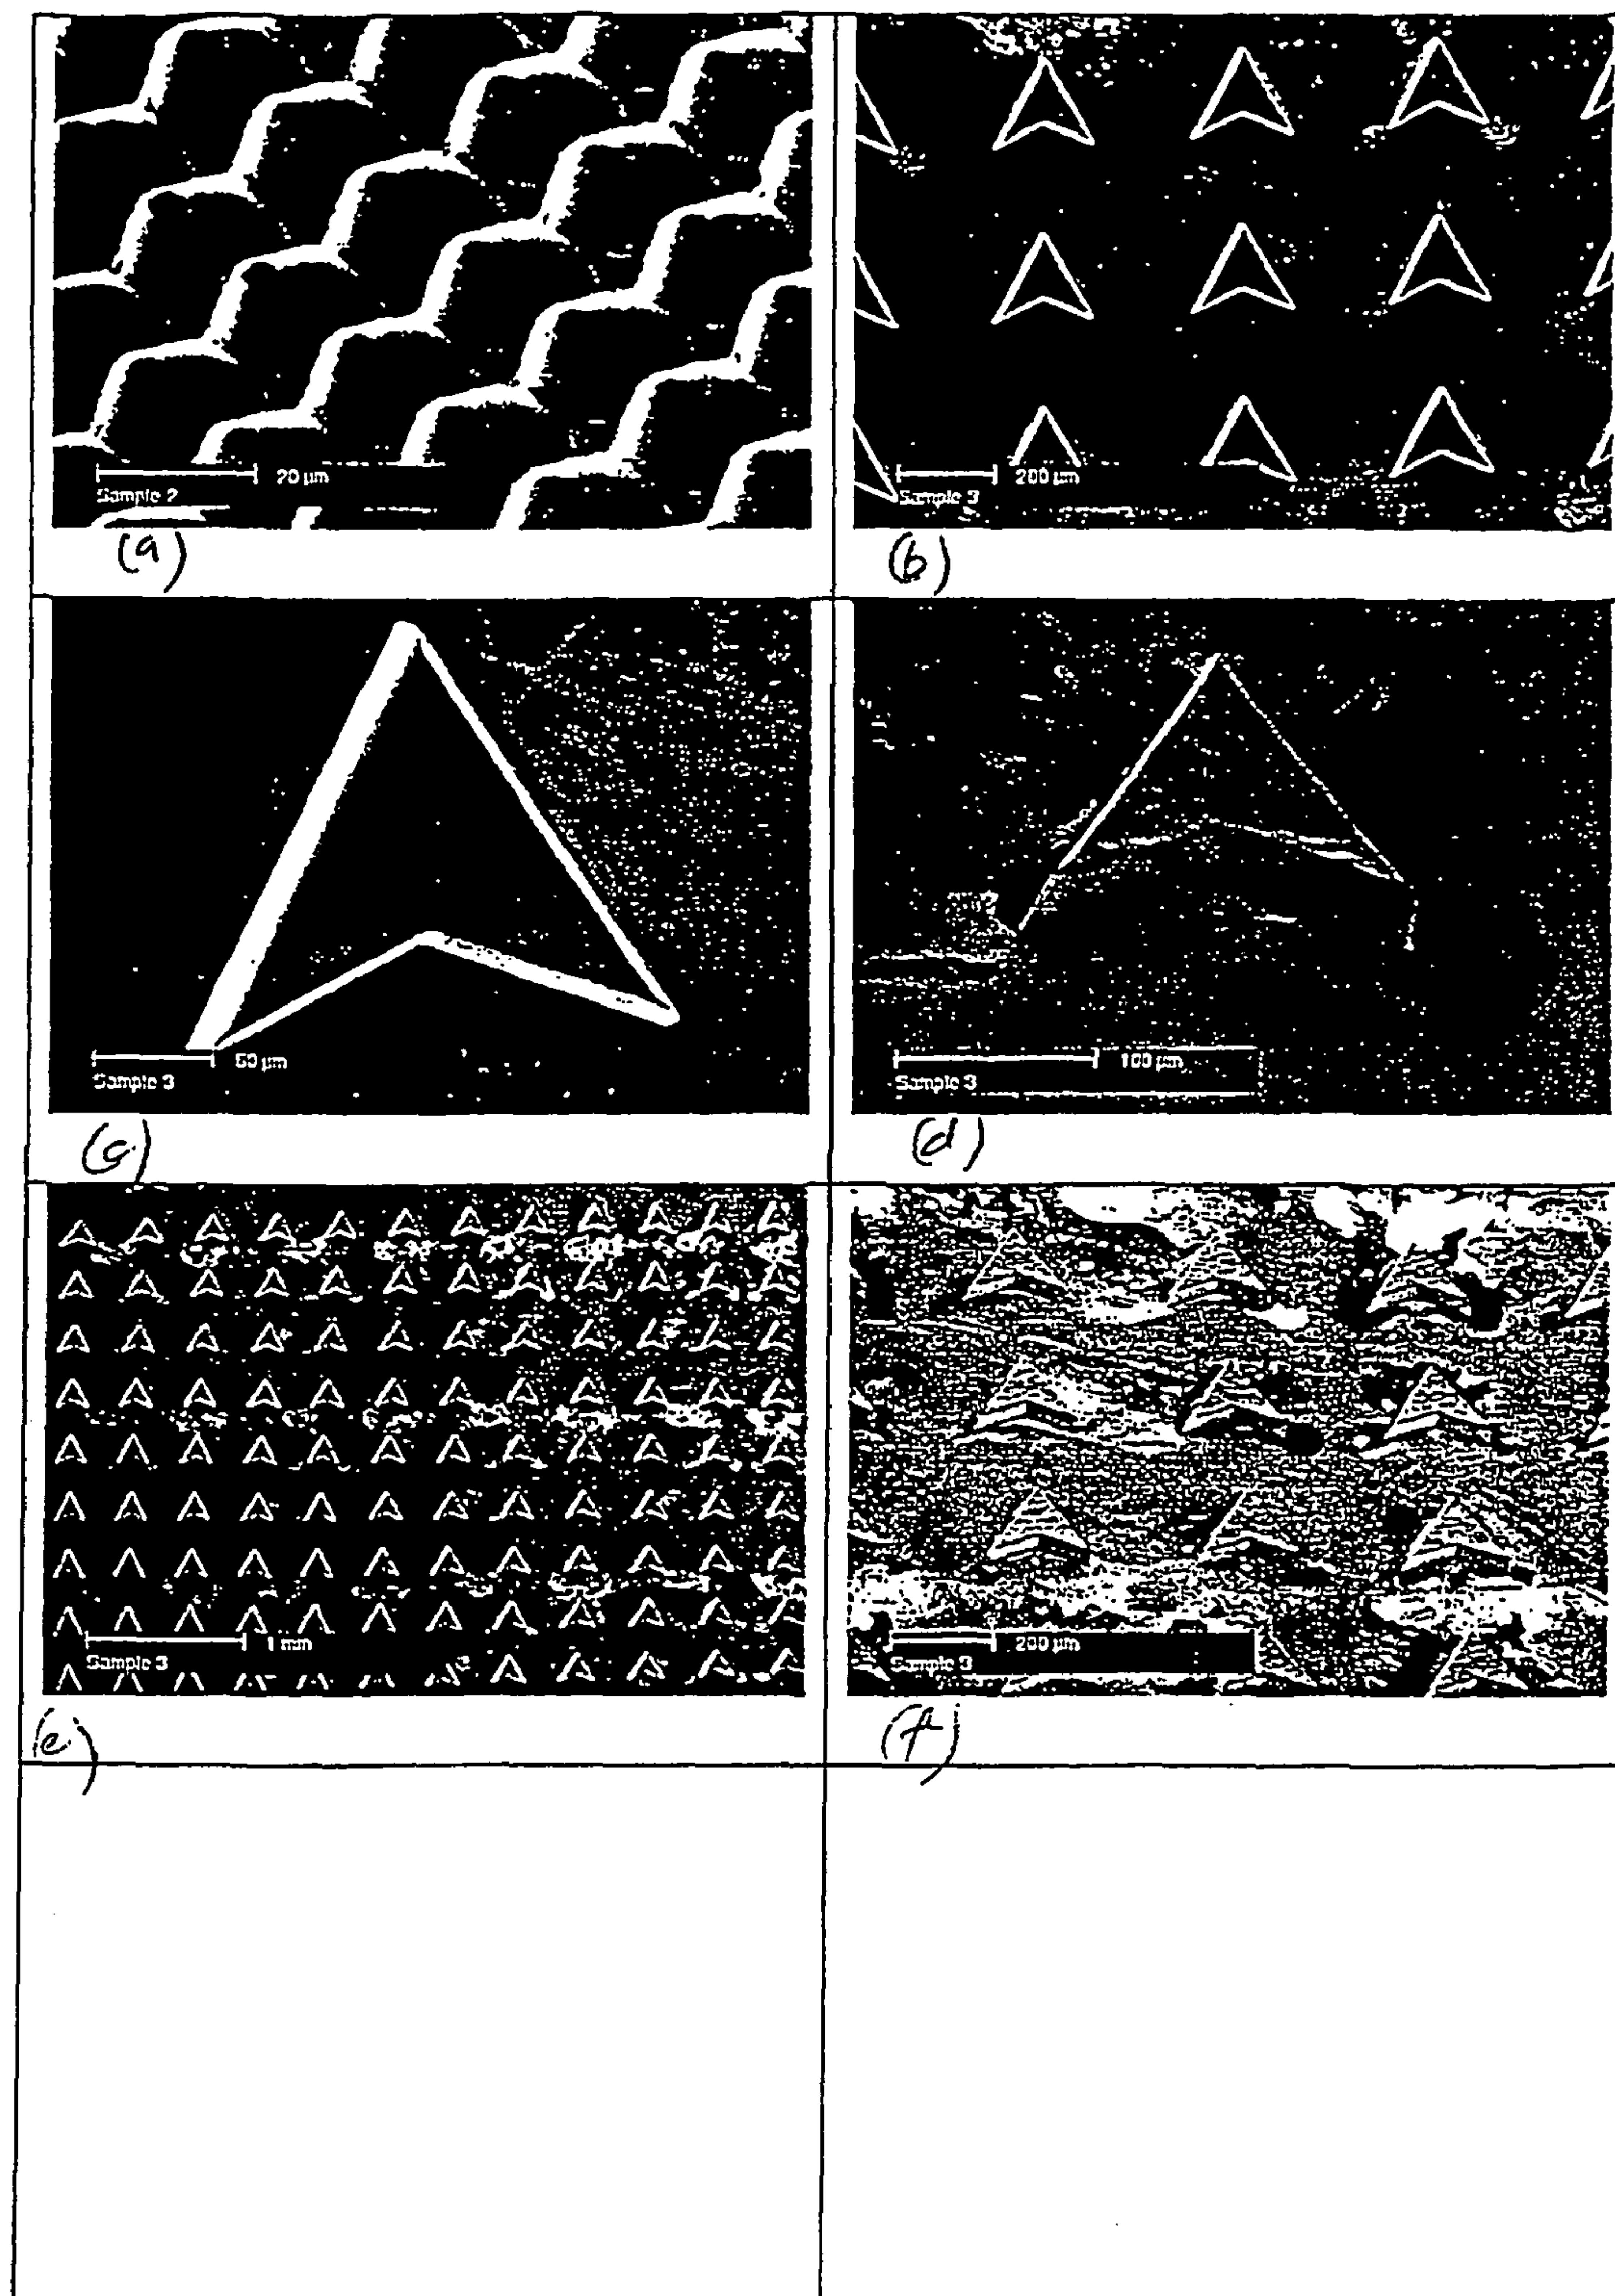 20 µm
Sample 2
200 µm
Sample 3
(a)
(b)
50 µm
Sample 3
100 µm
Sample 3
(c)
(d)
1 mm
Sample 3
200 µm
Sample 3
(e)
(f)